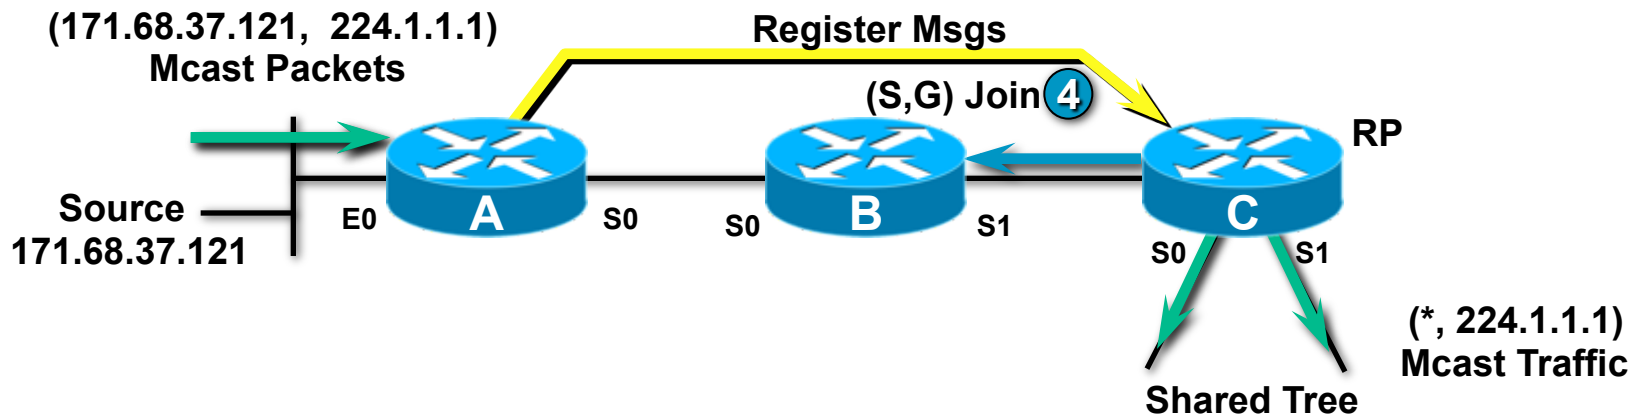 (171.68.37.121, 224.1.1.1)
Mcast Packets
Register Msgs
(S,G) Join 4
RP
Source
171.68.37.121
E0
A
S0
S0
B
S1
C
S0
S1
(*, 224.1.1.1)
Mcast Traffic
Shared Tree